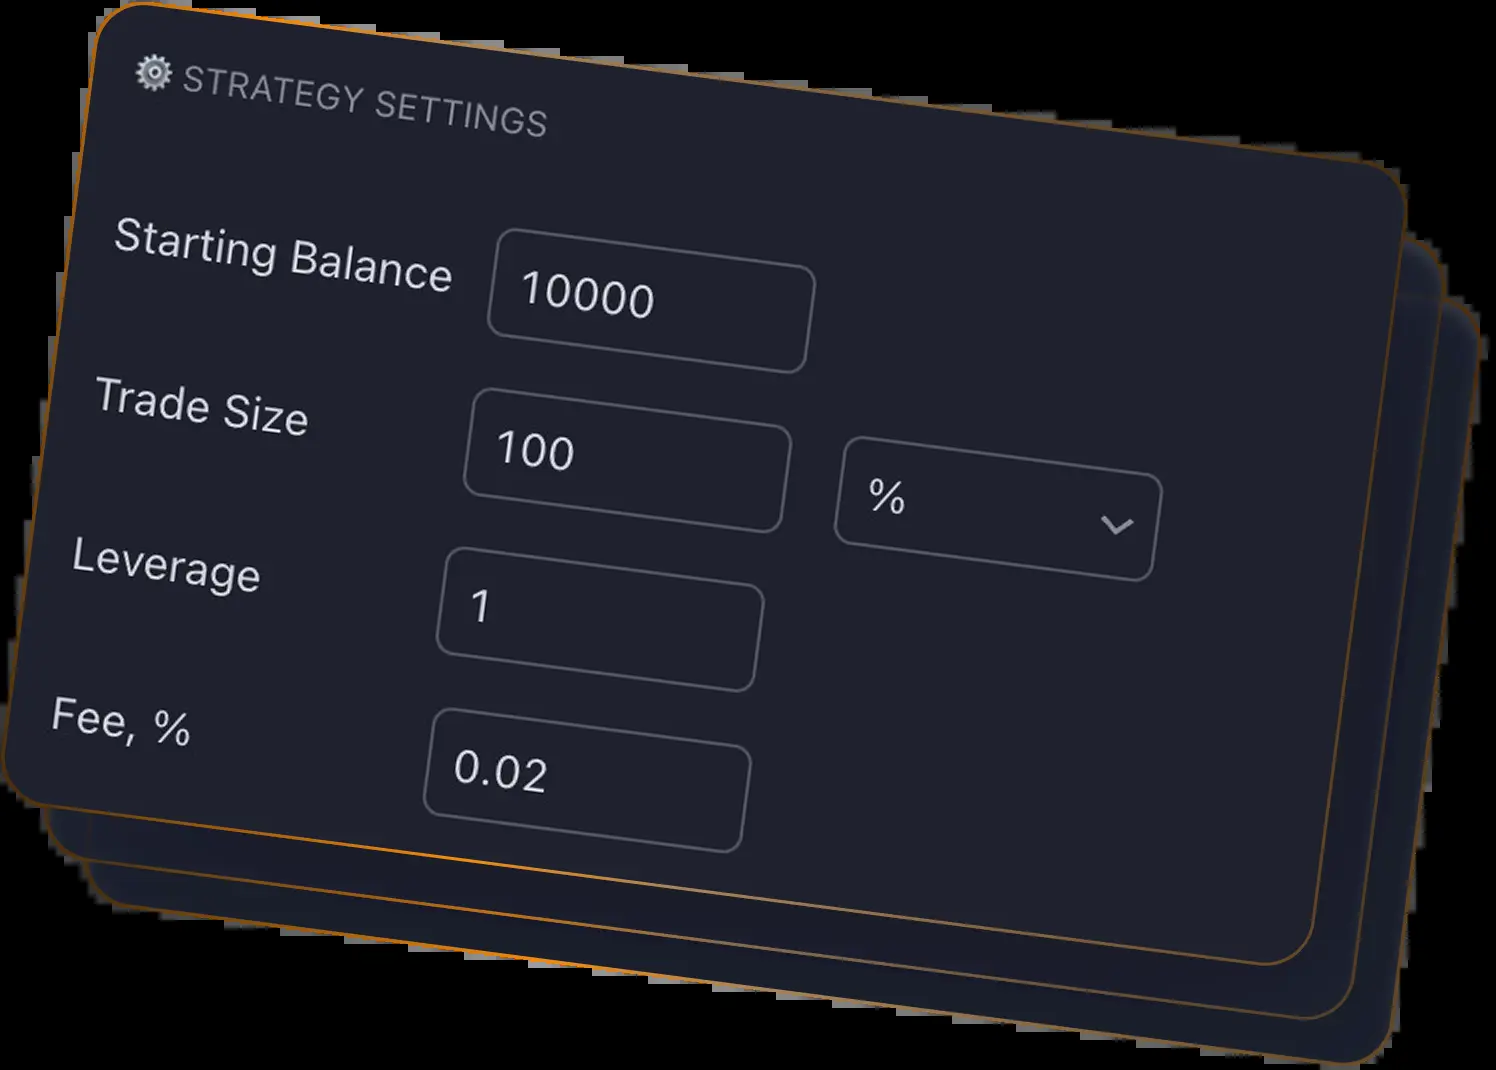 STRATEGY SETTINGS
Starting Balance 10000
Trade Size 100 %
Leverage 1
Fee, % 0.02